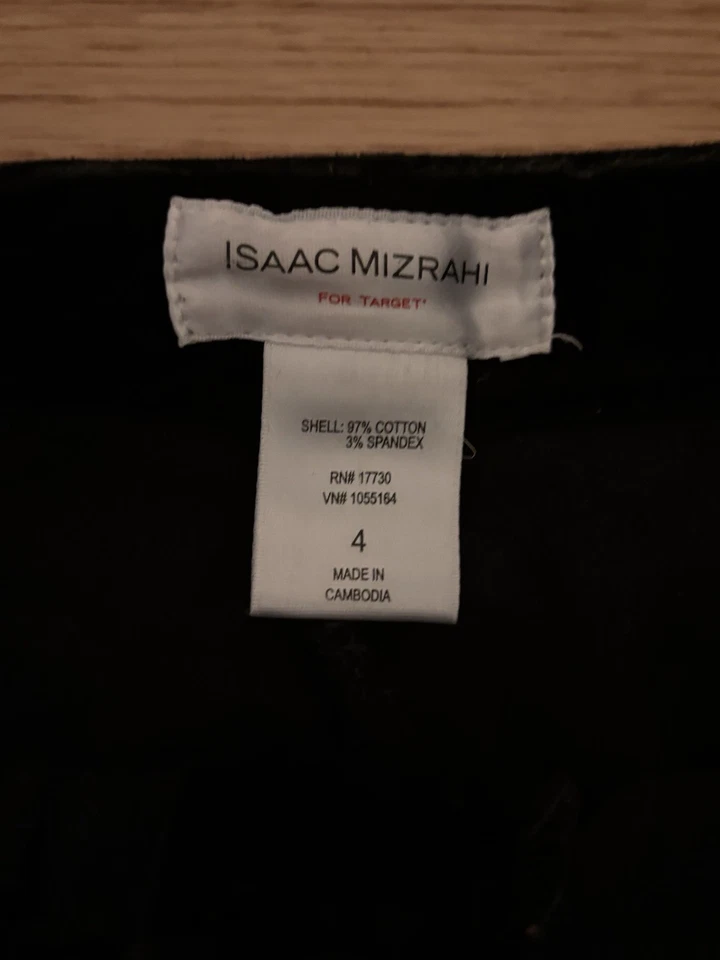 ISAAC MIZRAHI
FOR TARGET*
SHELL: 97% COTTON
3% SPANDEX
RN# 17730
VN# 1055164
4
MADE IN
CAMBODIA